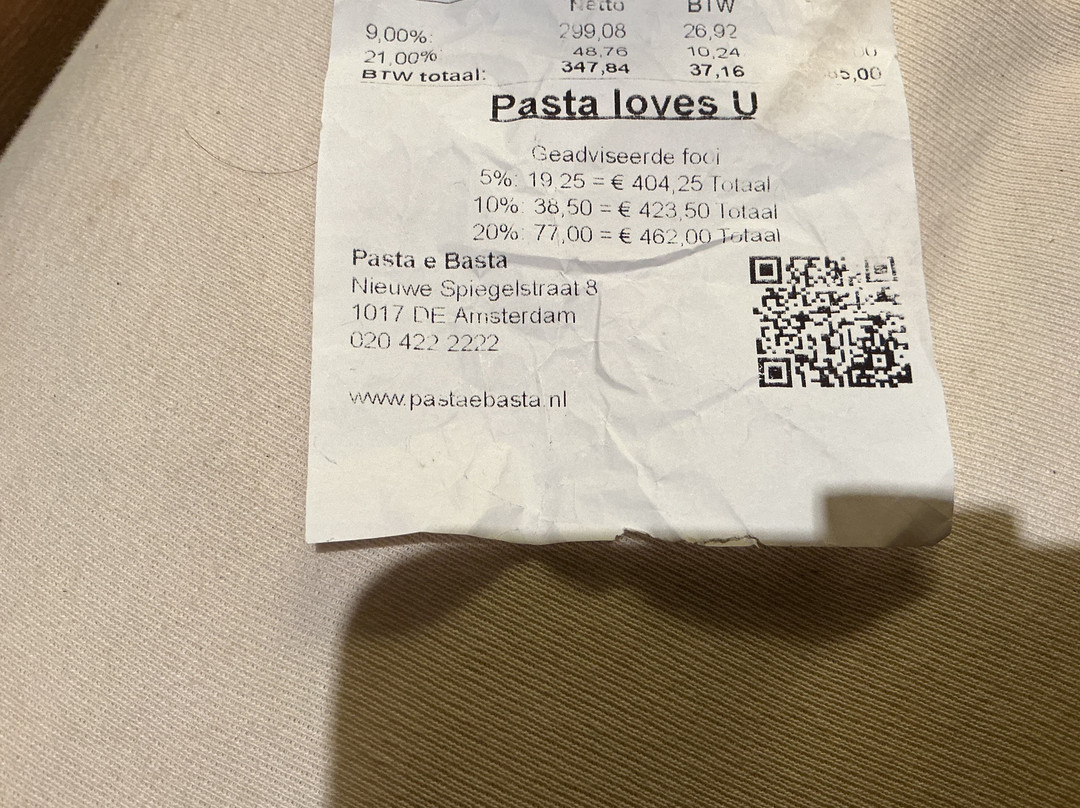 Netto BTW
9,00%: 299,08 26,92
21,00% 48,76 10,24
BTW totaal: 347,84 37,16
Pasta loves U
Geadviseerde fooi
5%: 19,25 = € 404,25 Totaal
10%: 38,50 = € 423,50 Totaal
20%: 77,00 = € 462,00 Totaal
Pasta e Basta
Nieuwe Spiegelstraat 8
1017 DE Amsterdam
020 422 2222
www.pastaebasta.nl